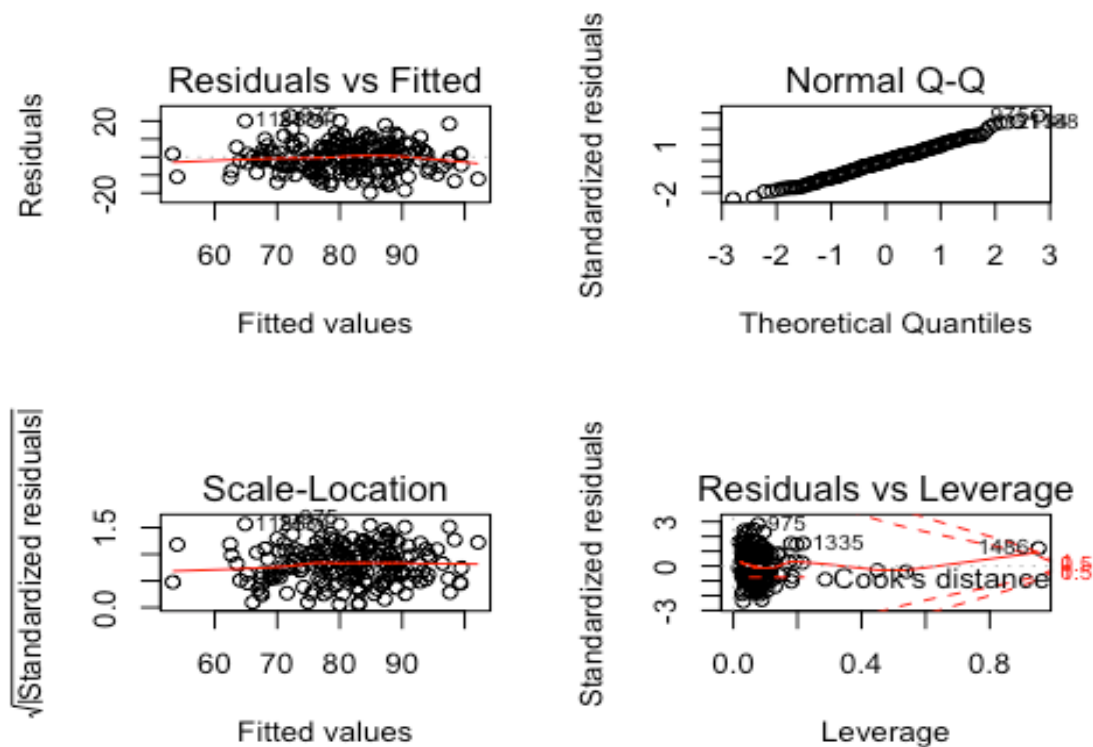 Residuals vs Fitted
Residuals
20
-20
60 70 80 90
Fitted values
Normal Q-Q
Standardized residuals
1
-2
975
-3 -2 -1 0 1 2 3
Theoretical Quantiles
Scale-Location
√|Standardized residuals|
1.5
0.0
60 70 80 90
Fitted values
Residuals vs Leverage
Standardized residuals
3
0
-3
975
1335
1486
Cook's distance
0.0 0.4 0.8
Leverage